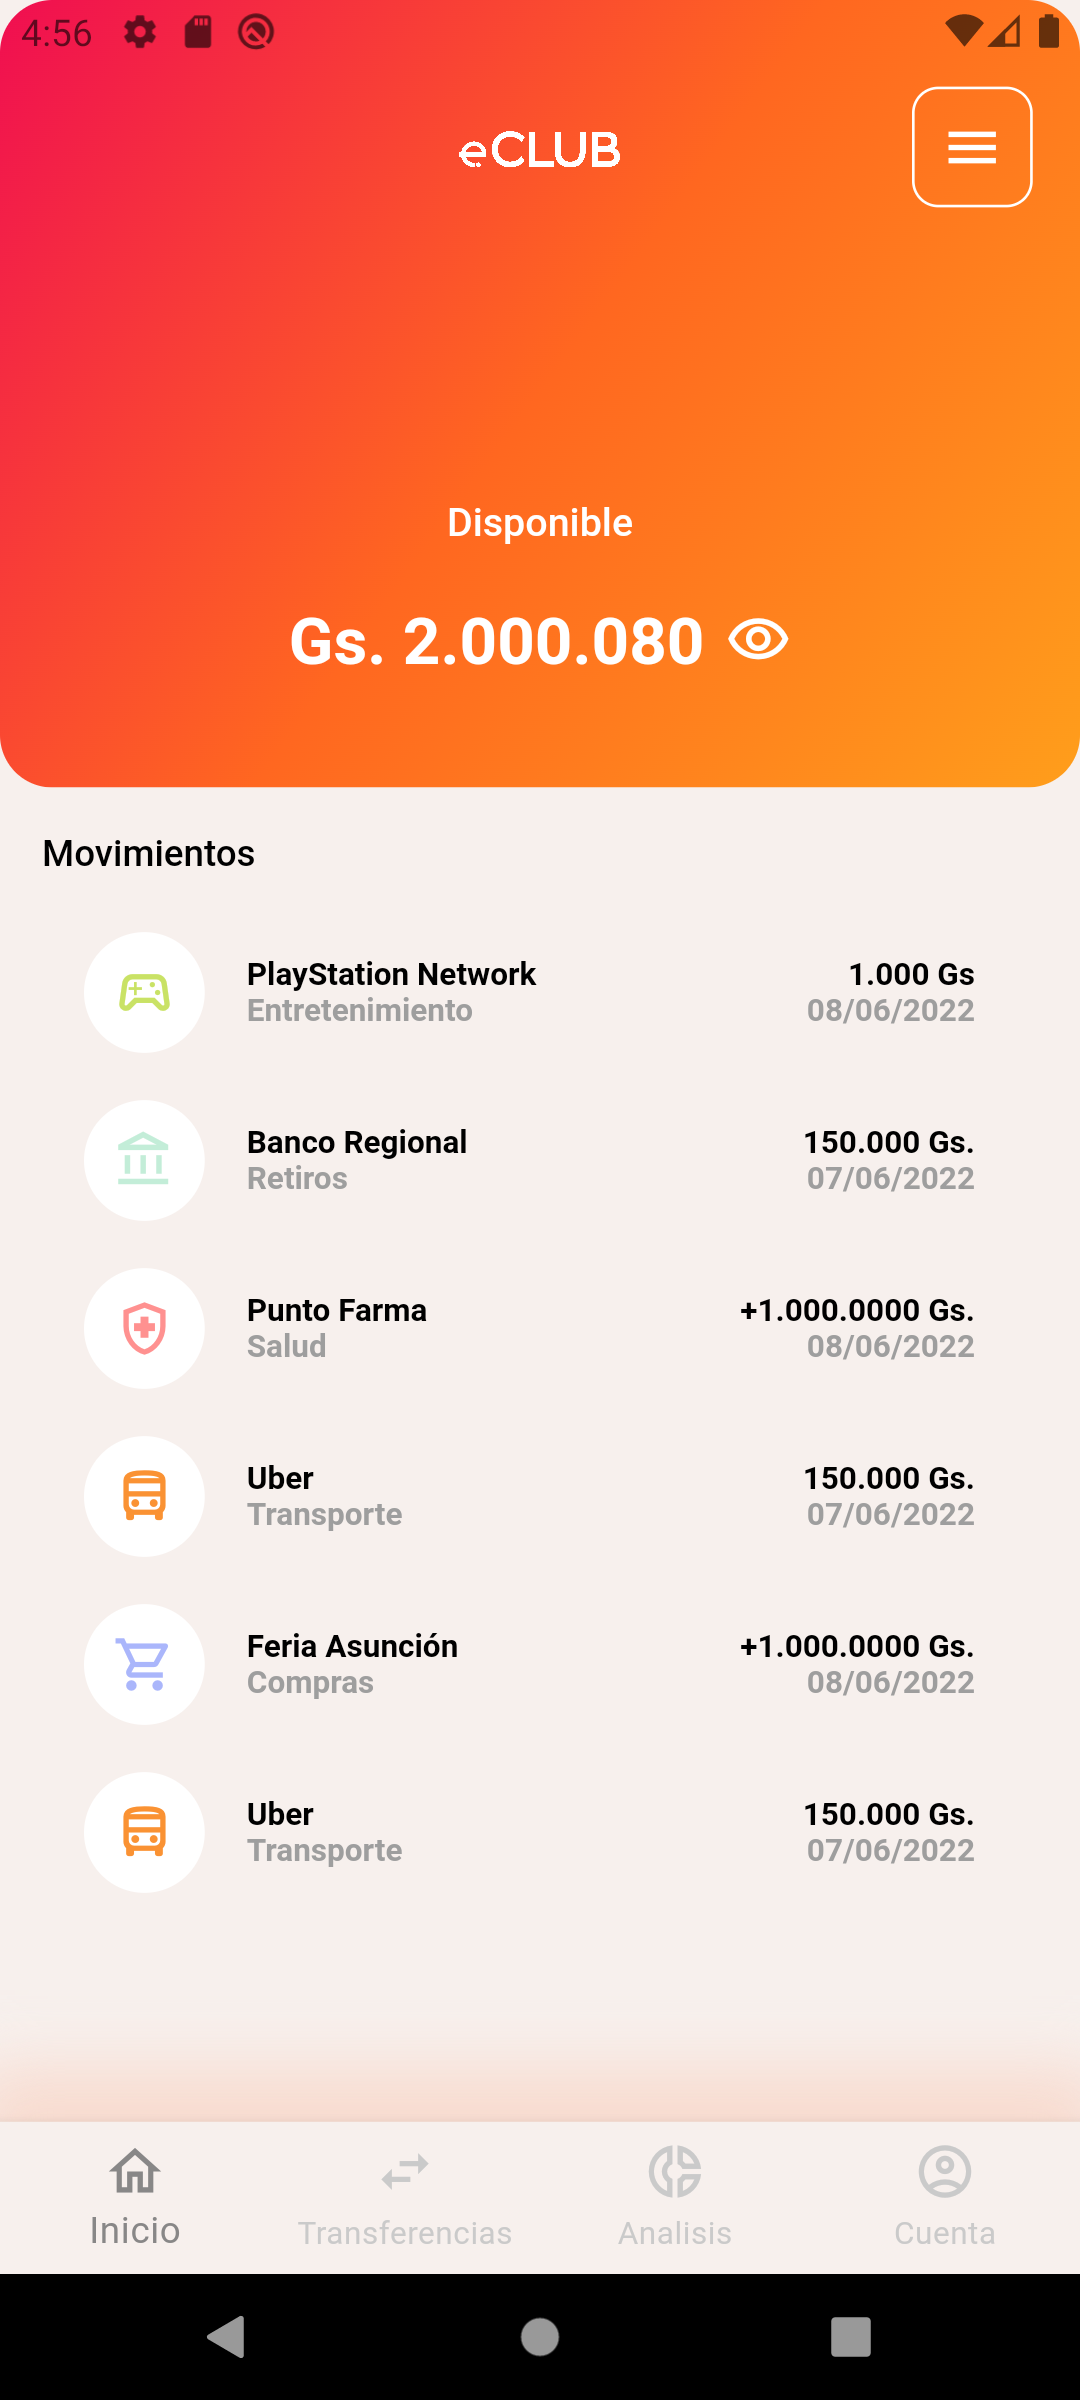 4:56
eCLUB
Disponible
Gs. 2.000.080
Movimientos
PlayStation Network
1.000 Gs
Entretenimiento
08/06/2022
Banco Regional
150.000 Gs.
Retiros
07/06/2022
Punto Farma
+1.000.0000 Gs.
Salud
08/06/2022
Uber
150.000 Gs.
Transporte
07/06/2022
Feria Asunción
+1.000.0000 Gs.
Compras
08/06/2022
Uber
150.000 Gs.
Transporte
07/06/2022
Inicio
Transferencias
Analisis
Cuenta